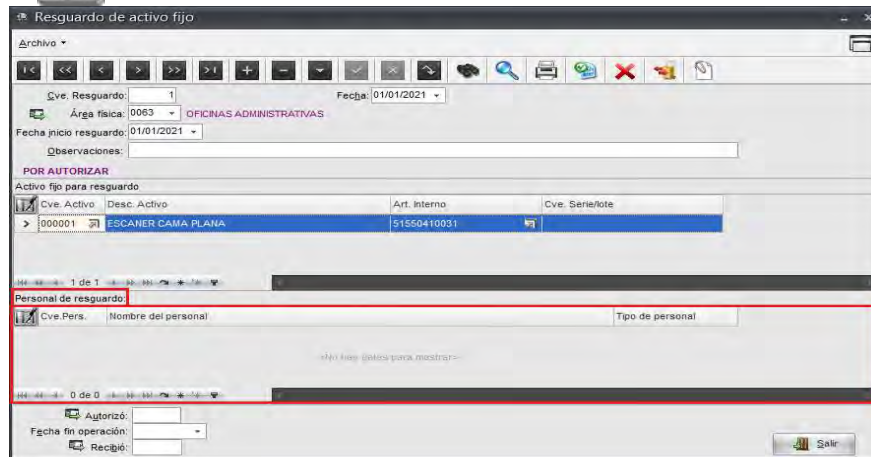 Resguardo de activo fijo
Archivo
Cve. Resguardo: 1 Fecha: 01/01/2021
Área física: 0063 OFICINAS ADMINISTRATIVAS
Fecha inicio resguardo: 01/01/2021
Observaciones:
POR AUTORIZAR
Activo fijo para resguardo
Cve. Activo Desc. Activo Art. Interno Cve. Serie/lote
000001 ESCANER CAMA PLANA 51550410031
1 de 1
Personal de resguardo:
Cve.Pers. Nombre del personal Tipo de personal
<No hay datos para mostrar>
0 de 0
Autorizó:
Fecha fin operación:
Recibió:
Salir